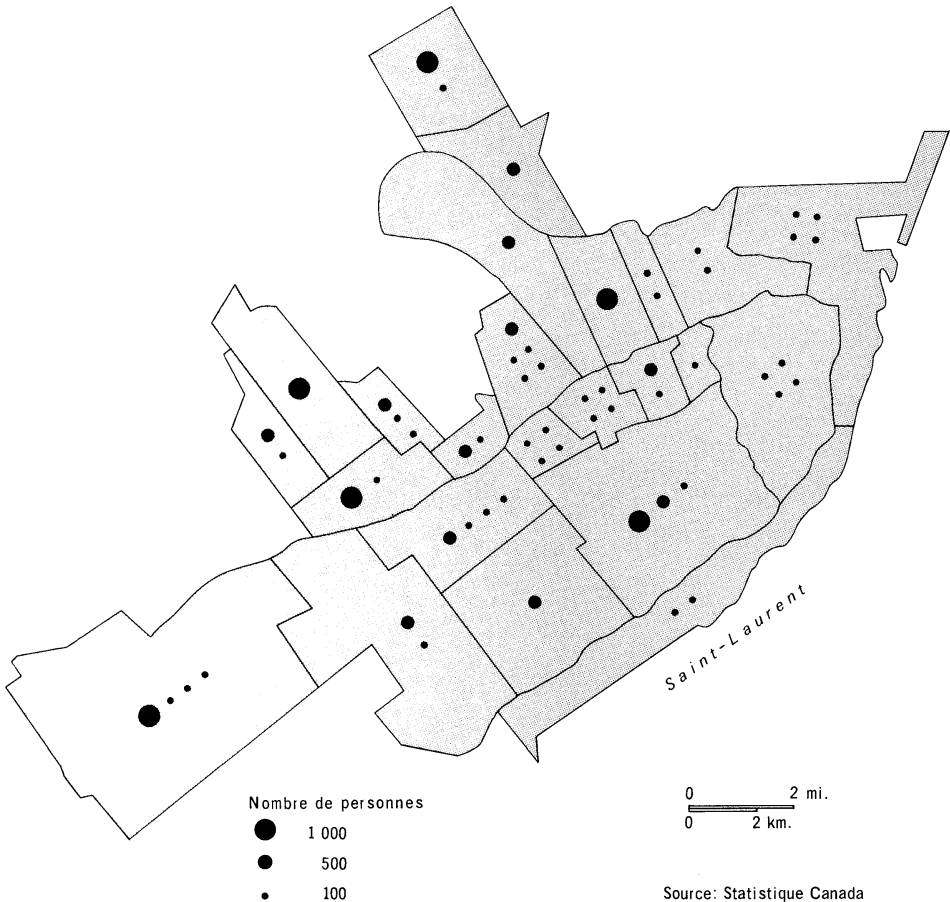 Saint-Laurent
Nombre de personnes
1 000
500
100
0 2 mi.
0 2 km.
Source: Statistique Canada